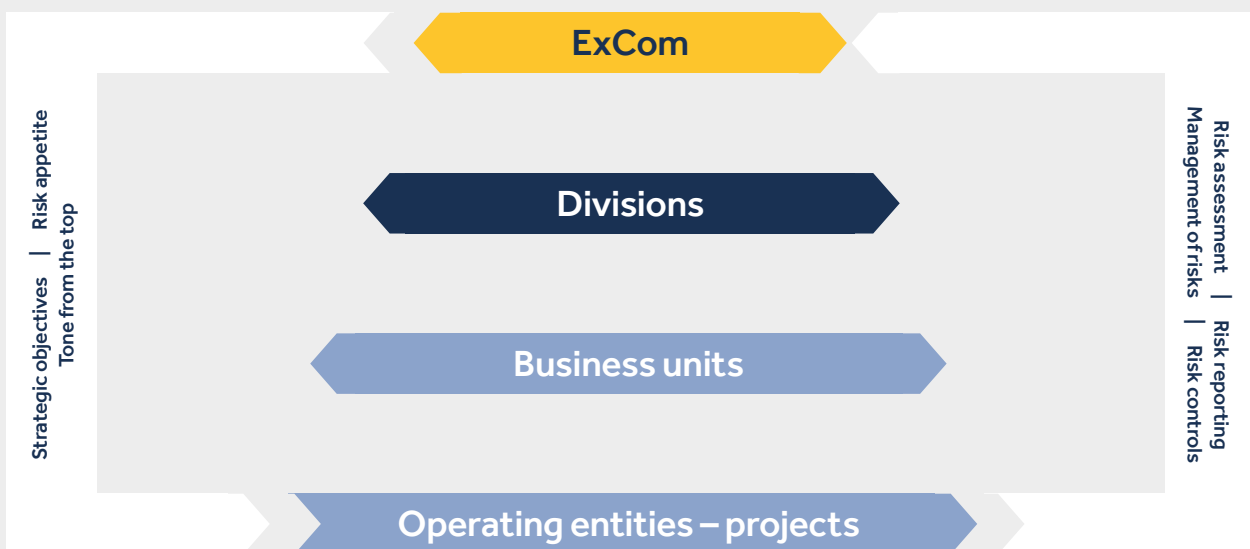 ExCom
Strategic objectives | Risk appetite
Tone from the top
Divisions
Business units
Operating entities – projects
Risk assessment | Risk reporting
Management of risks | Risk controls